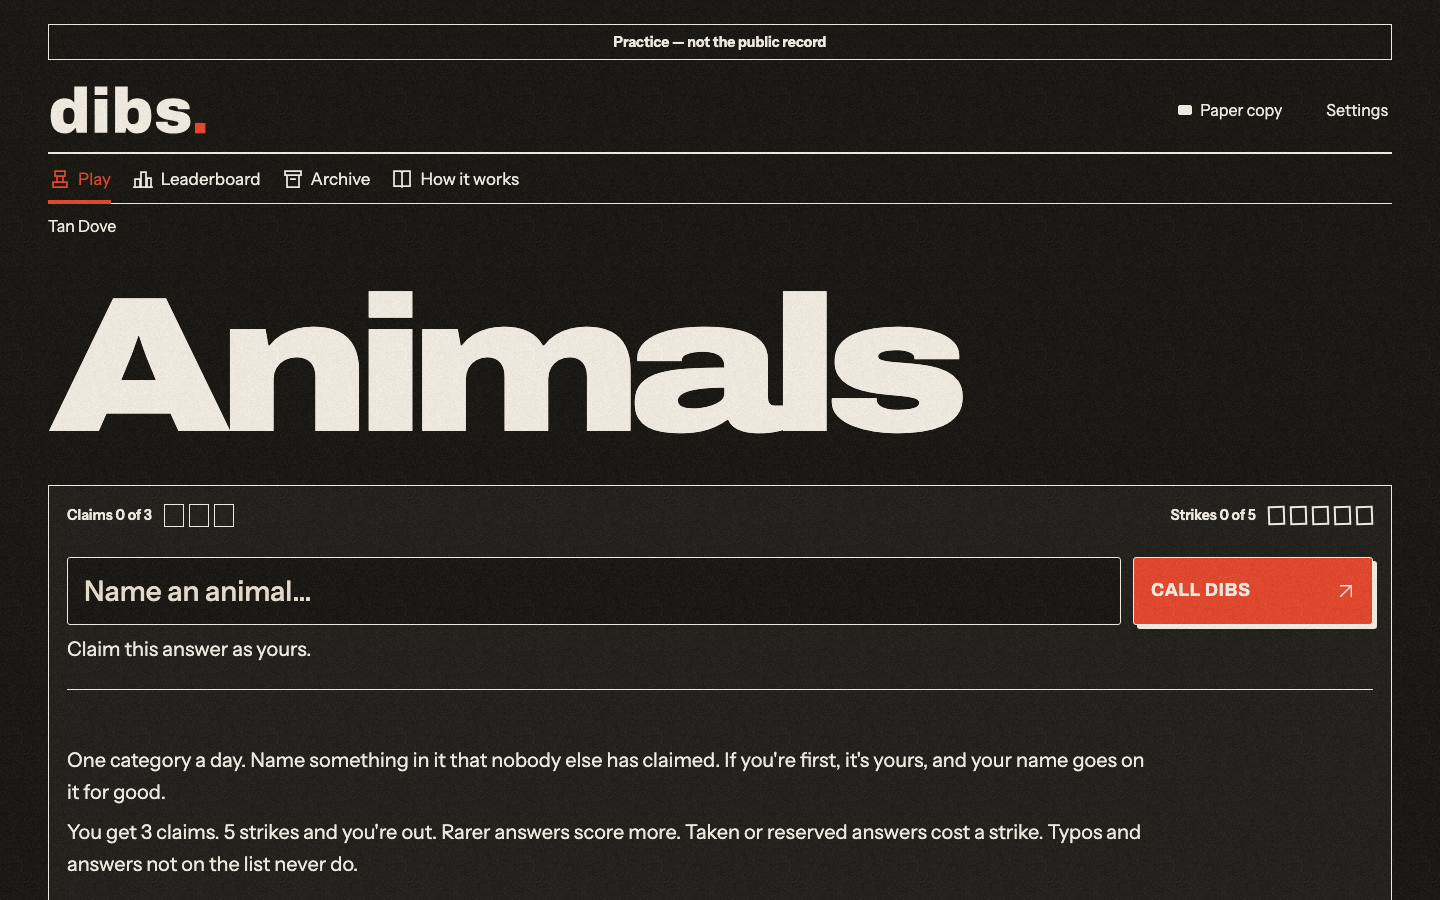 Practice — not the public record
dibs.
Paper copy
Settings
Play
Leaderboard
Archive
How it works
Tan Dove
Animals
Claims 0 of 3
Strikes 0 of 5
Name an animal...
CALL DIBS
Claim this answer as yours.
One category a day. Name something in it that nobody else has claimed. If you're first, it's yours, and your name goes on
it for good.
You get 3 claims. 5 strikes and you're out. Rarer answers score more. Taken or reserved answers cost a strike. Typos and
answers not on the list never do.